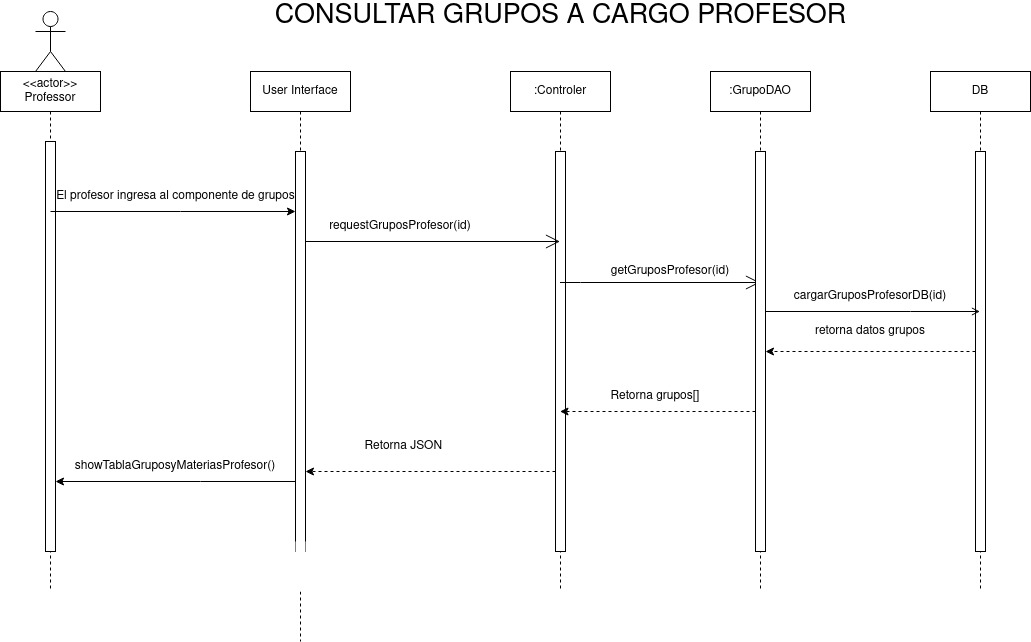 CONSULTAR GRUPOS A CARGO PROFESOR
<<actor>>
Professor
User Interface
:Controler
:GrupoDAO
DB
El profesor ingresa al componente de grupos
requestGruposProfesor(id)
getGruposProfesor(id)
cargarGruposProfesorDB(id)
retorna datos grupos
Retorna grupos[]
Retorna JSON
showTablaGruposyMateriasProfesor()